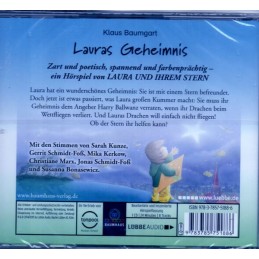 Klaus Baumgart
Lauras Geheimnis
Zart und poetisch, spannend und farbenprächtig –
ein Hörspiel von LAURA UND IHREM STERN
Laura hat ein wunderschönes Geheimnis: Sie ist mit einem Stern befreundet.
Doch jetzt ist etwas passiert, was Laura großen Kummer macht: Sie muss ihr
Geheimnis dem Angeber Harry Ballwanz verraten, wenn ihr Drachen beim
Wettfliegen verliert. Und Lauras Drachen will einfach nicht fliegen!
Ob der Stern ihr helfen kann?
Mit den Stimmen von Sarah Kunze,
Gerrit Schmidt-Foß, Mika Kerkow,
Christiane Marx, Jonas Schmidt-Foß
und Susanna Bonasewicz.
BAUMHAUS
LÜBBE AUDIO